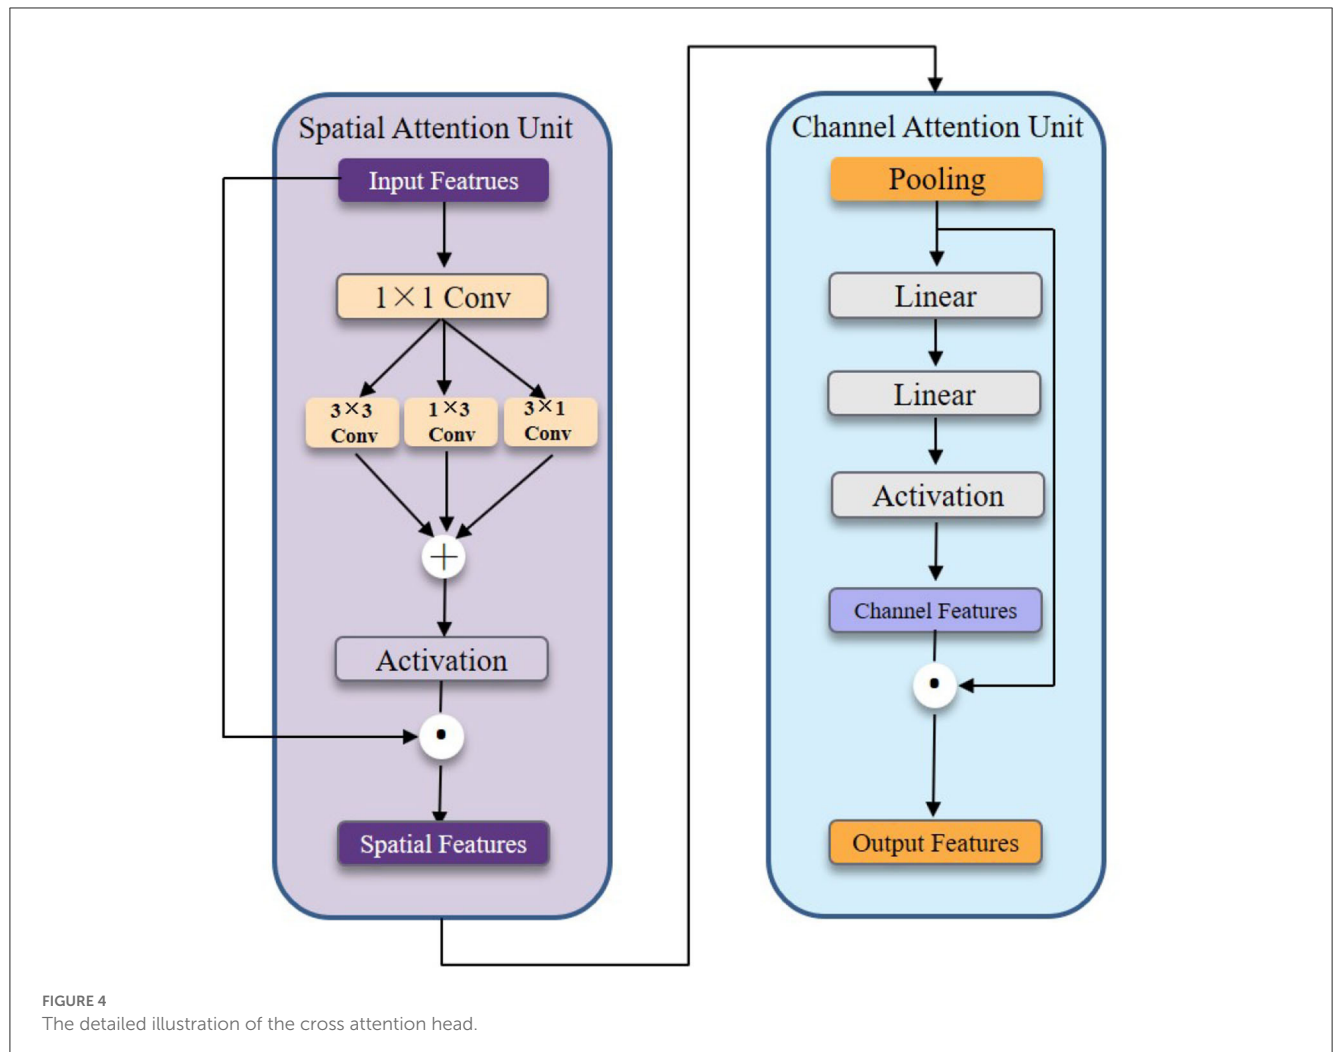 Spatial Attention Unit
Input Featrues
1×1 Conv
3×3
Conv
1×3
Conv
3×1
Conv
+
Activation
Spatial Features
Channel Attention Unit
Pooling
Linear
Linear
Activation
Channel Features
Output Features
FIGURE 4
The detailed illustration of the cross attention head.